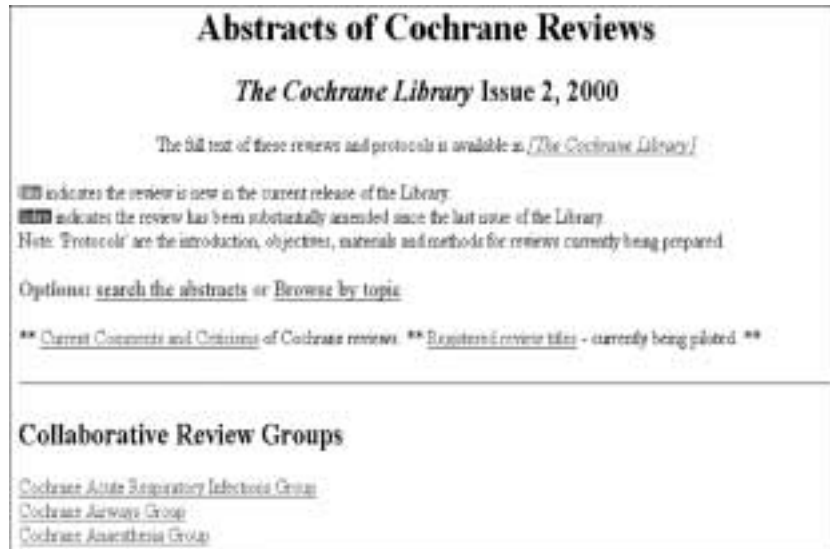 Abstracts of Cochrane Reviews
The Cochrane Library Issue 2, 2000
The full text of these reviews and protocols is available in [The Cochrane Library]
indicates the review is new in the current release of the Library.
indicates the review has been substantially amended since the last issue of the Library.
Note: 'Protocols' are the introduction, objectives, materials and methods for reviews currently being prepared.
Options: search the abstracts or Browse by topic
** Current Comments and Criticisms of Cochrane reviews. ** Registered review titles - currently being piloted. **
Collaborative Review Groups
Cochrane Acute Respiratory Infections Group
Cochrane Airways Group
Cochrane Anaesthesia Group